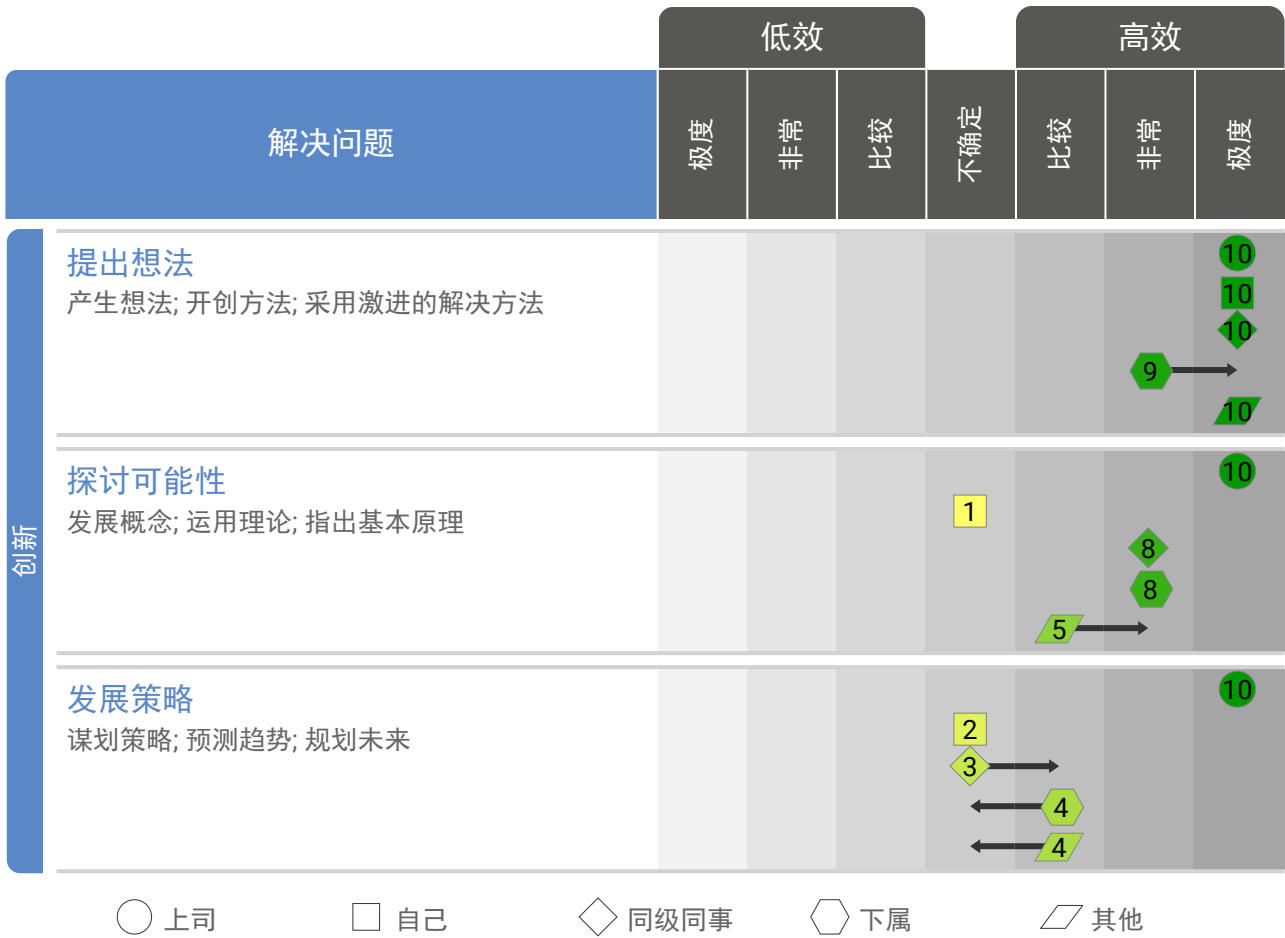 低效
高效
解决问题
极度
非常
比较
不确定
比较
非常
极度
创新
提出想法
产生想法; 开创方法; 采用激进的解决方法
10
10
10
9
10
探讨可能性
发展概念; 运用理论; 指出基本原理
10
1
8
8
5
发展策略
谋划策略; 预测趋势; 规划未来
10
2
3
4
4
上司
自己
同级同事
下属
其他